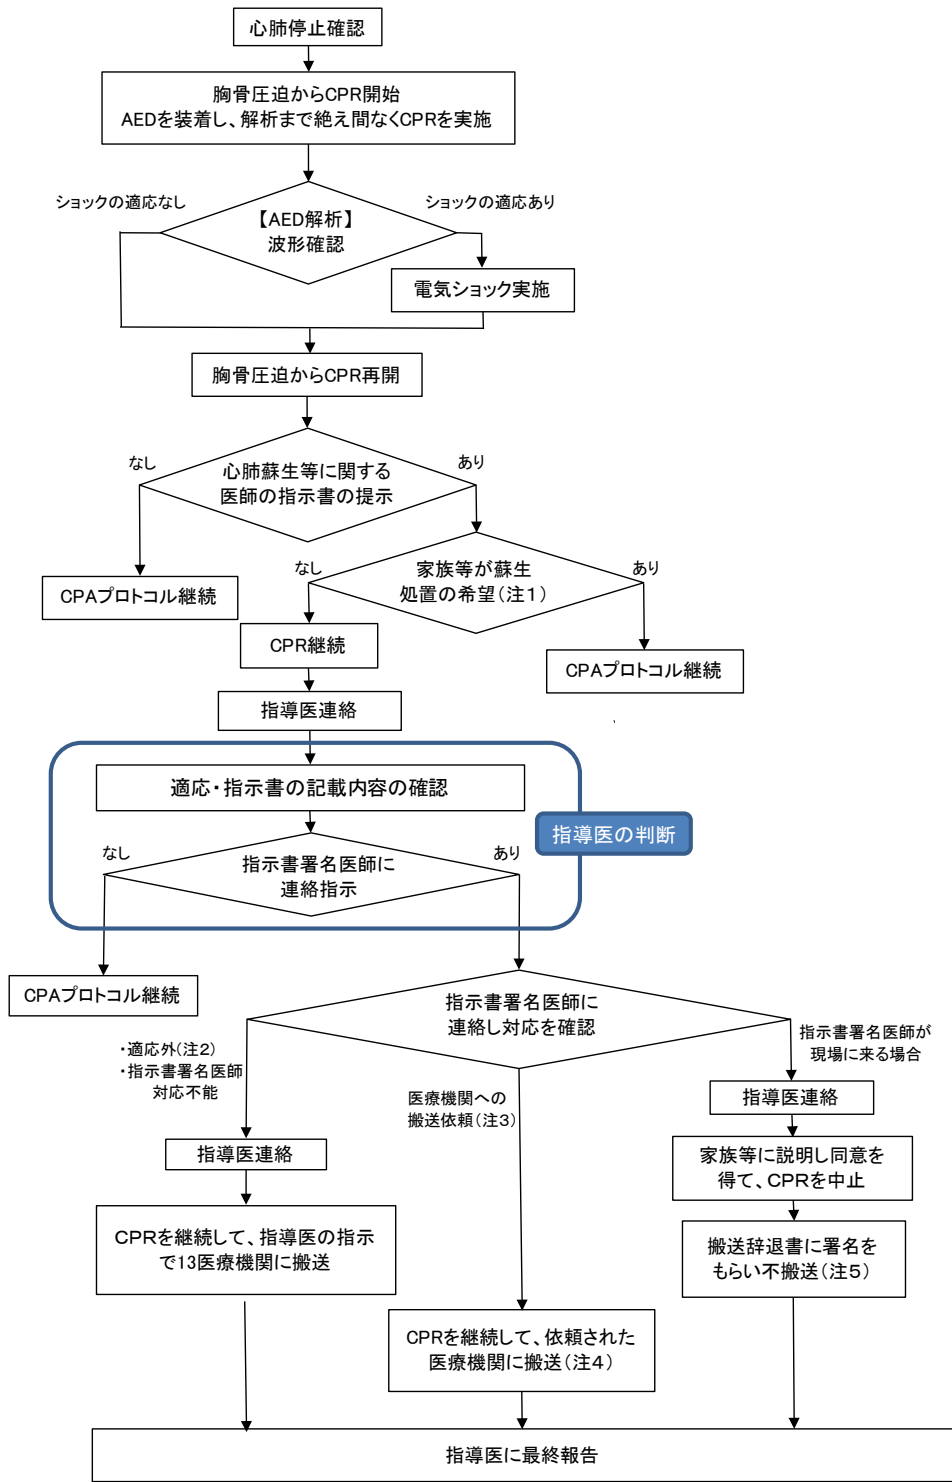 心肺停止確認
胸骨圧迫からCPR開始
AEDを装着し、解析まで絶え間なくCPRを実施
ショックの適応なし
ショックの適応あり
【AED解析】
波形確認
電気ショック実施
胸骨圧迫からCPR再開
なし
あり
心肺蘇生等に関する
医師の指示書の提示
なし
あり
家族等が蘇生
処置の希望(注1)
CPAプロトコル継続
CPR継続
CPAプロトコル継続
指導医連絡
適応・指示書の記載内容の確認
指導医の判断
なし
あり
指示書署名医師に
連絡指示
CPAプロトコル継続
指示書署名医師に
連絡し対応を確認
・適応外(注2)
・指示書署名医師
対応不能
医療機関への
搬送依頼(注3)
指示書署名医師が
現場に来る場合
指導医連絡
指導医連絡
家族等に説明し同意を
得て、CPRを中止
CPRを継続して、指導医の指示
で13医療機関に搬送
搬送辞退書に署名を
もらい不搬送(注5)
CPRを継続して、依頼された
医療機関に搬送(注4)
指導医に最終報告